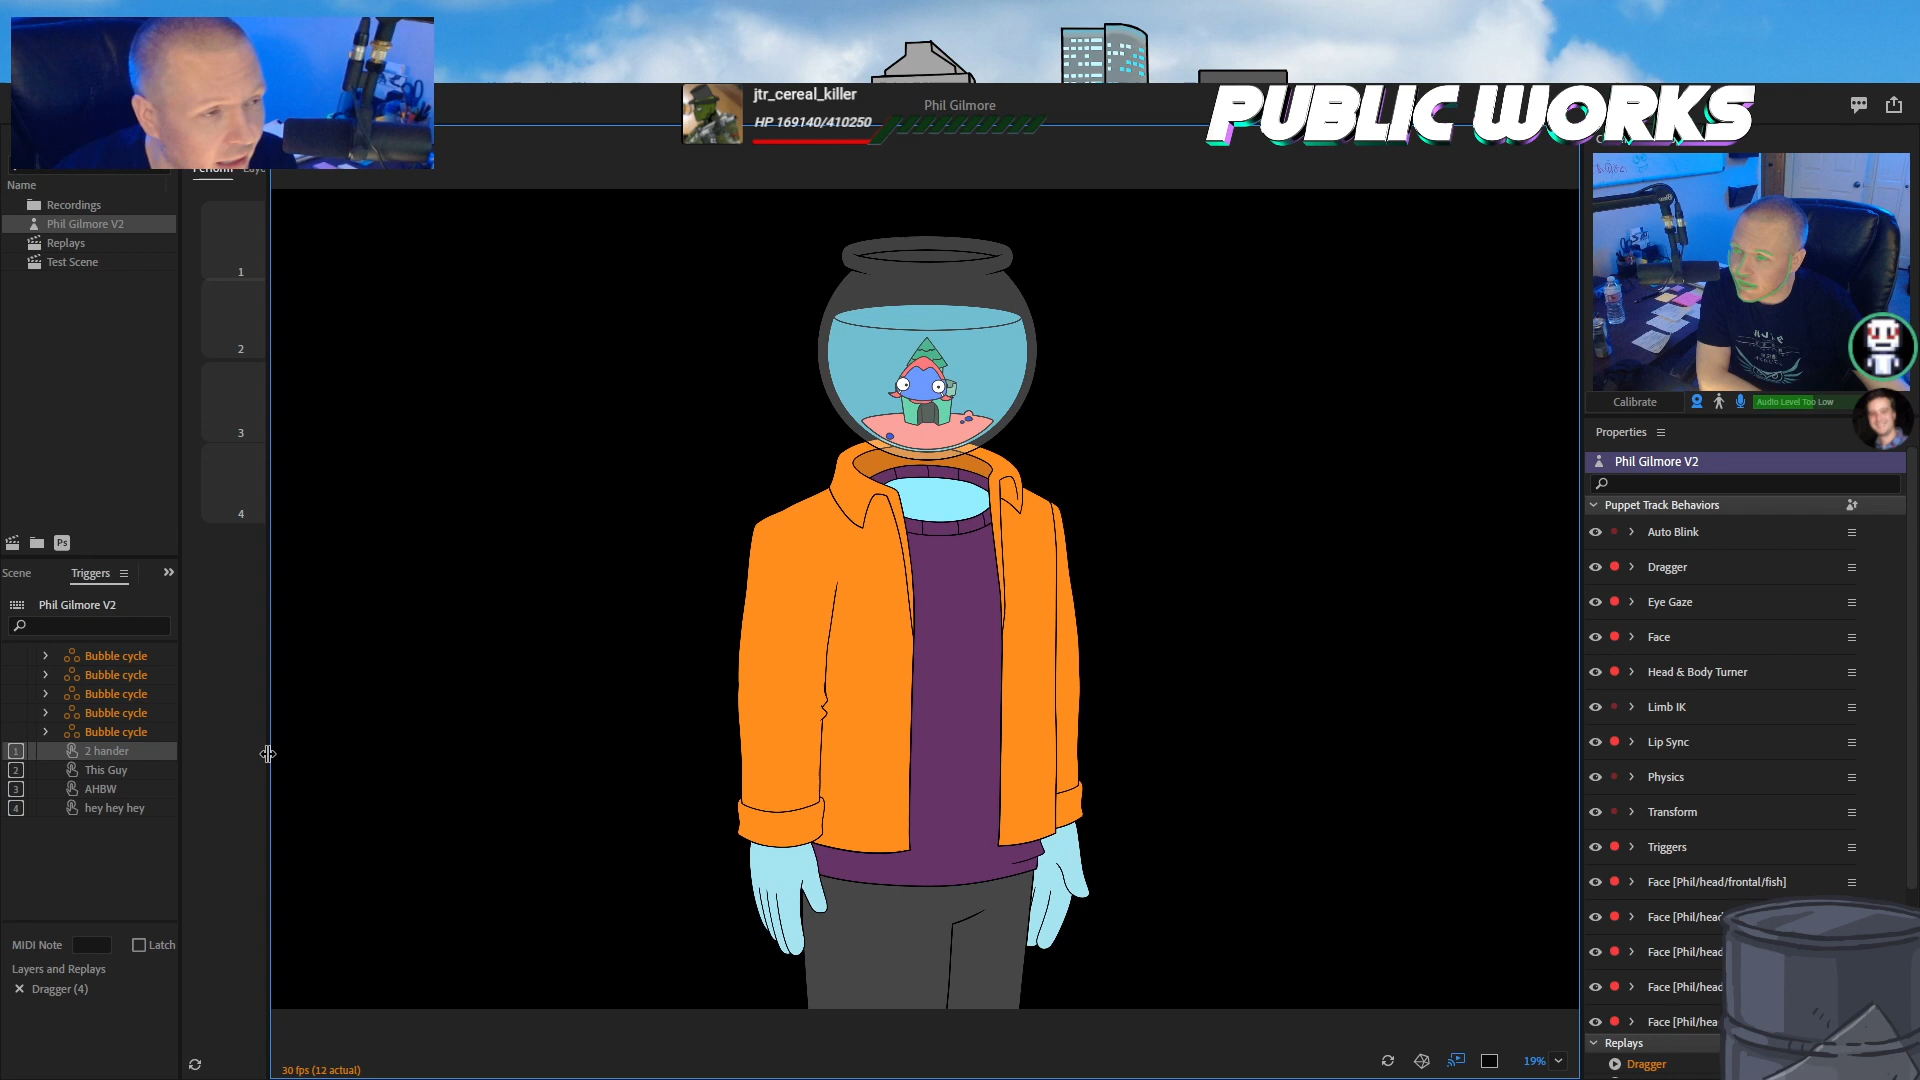 jtr_cereal_killer
HP 169140/410250
Phil Gilmore
PUBLIC WORKS
Name
Recordings
Phil Gilmore V2
Replays
Test Scene
1
2
3
4
Ps
Scene
Triggers
Phil Gilmore V2
Bubble cycle
Bubble cycle
Bubble cycle
Bubble cycle
Bubble cycle
1 2 hander
2 This Guy
3 AHBW
4 hey hey hey
MIDI Note
Latch
Layers and Replays
Dragger (4)
30 fps (12 actual)
19%
Calibrate
Audio Level Too Low
Properties
Phil Gilmore V2
Puppet Track Behaviors
Auto Blink
Dragger
Eye Gaze
Face
Head & Body Turner
Limb IK
Lip Sync
Physics
Transform
Triggers
Face [Phil/head/frontal/fish]
Face [Phil/head
Face [Phil/head
Face [Phil/head
Face [Phil/hea
Replays
Dragger